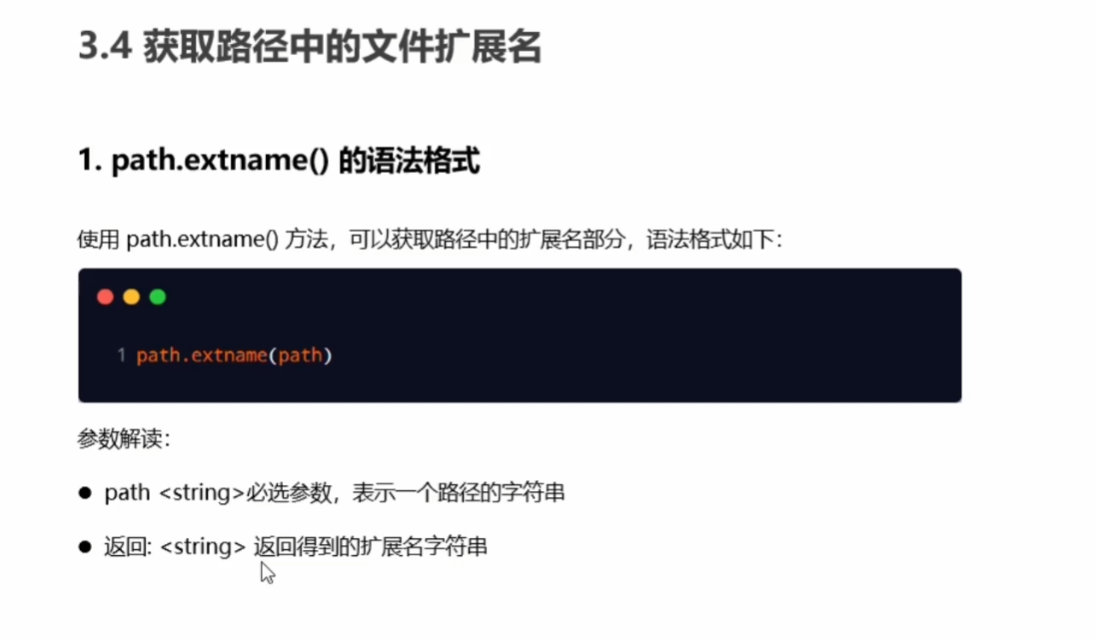 3.4 获取路径中的文件扩展名
1. path.extname() 的语法格式
使用 path.extname() 方法，可以获取路径中的扩展名部分，语法格式如下：
1 path.extname(path)
参数解读：
● path <string>必选参数，表示一个路径的字符串
● 返回: <string> 返回得到的扩展名字符串